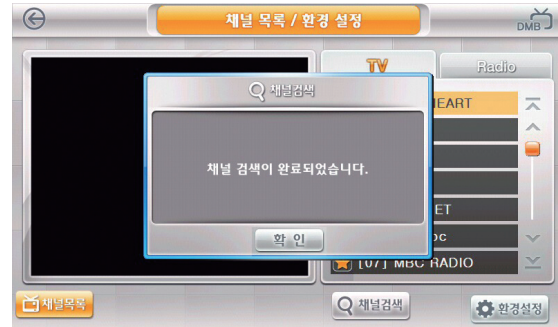 채널 목록 / 환경 설정
DMB
TV
Radio
채널검색
EART
채널 검색이 완료되었습니다.
ET
확 인
[07] MBC RADIO
채널목록
채널검색
환경설정